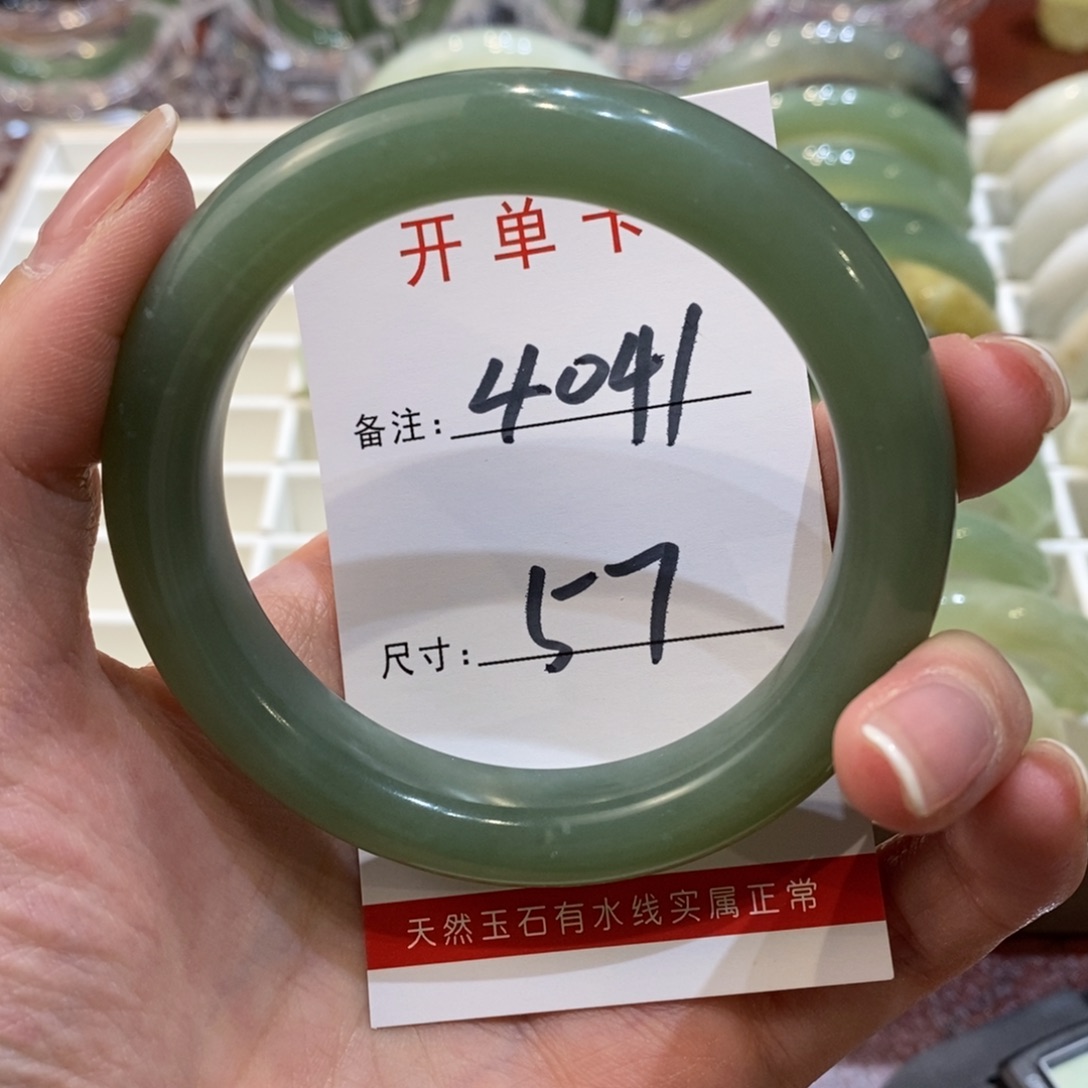 开单卡
备注: 4041
尺寸: 57
天然玉石有水线实属正常